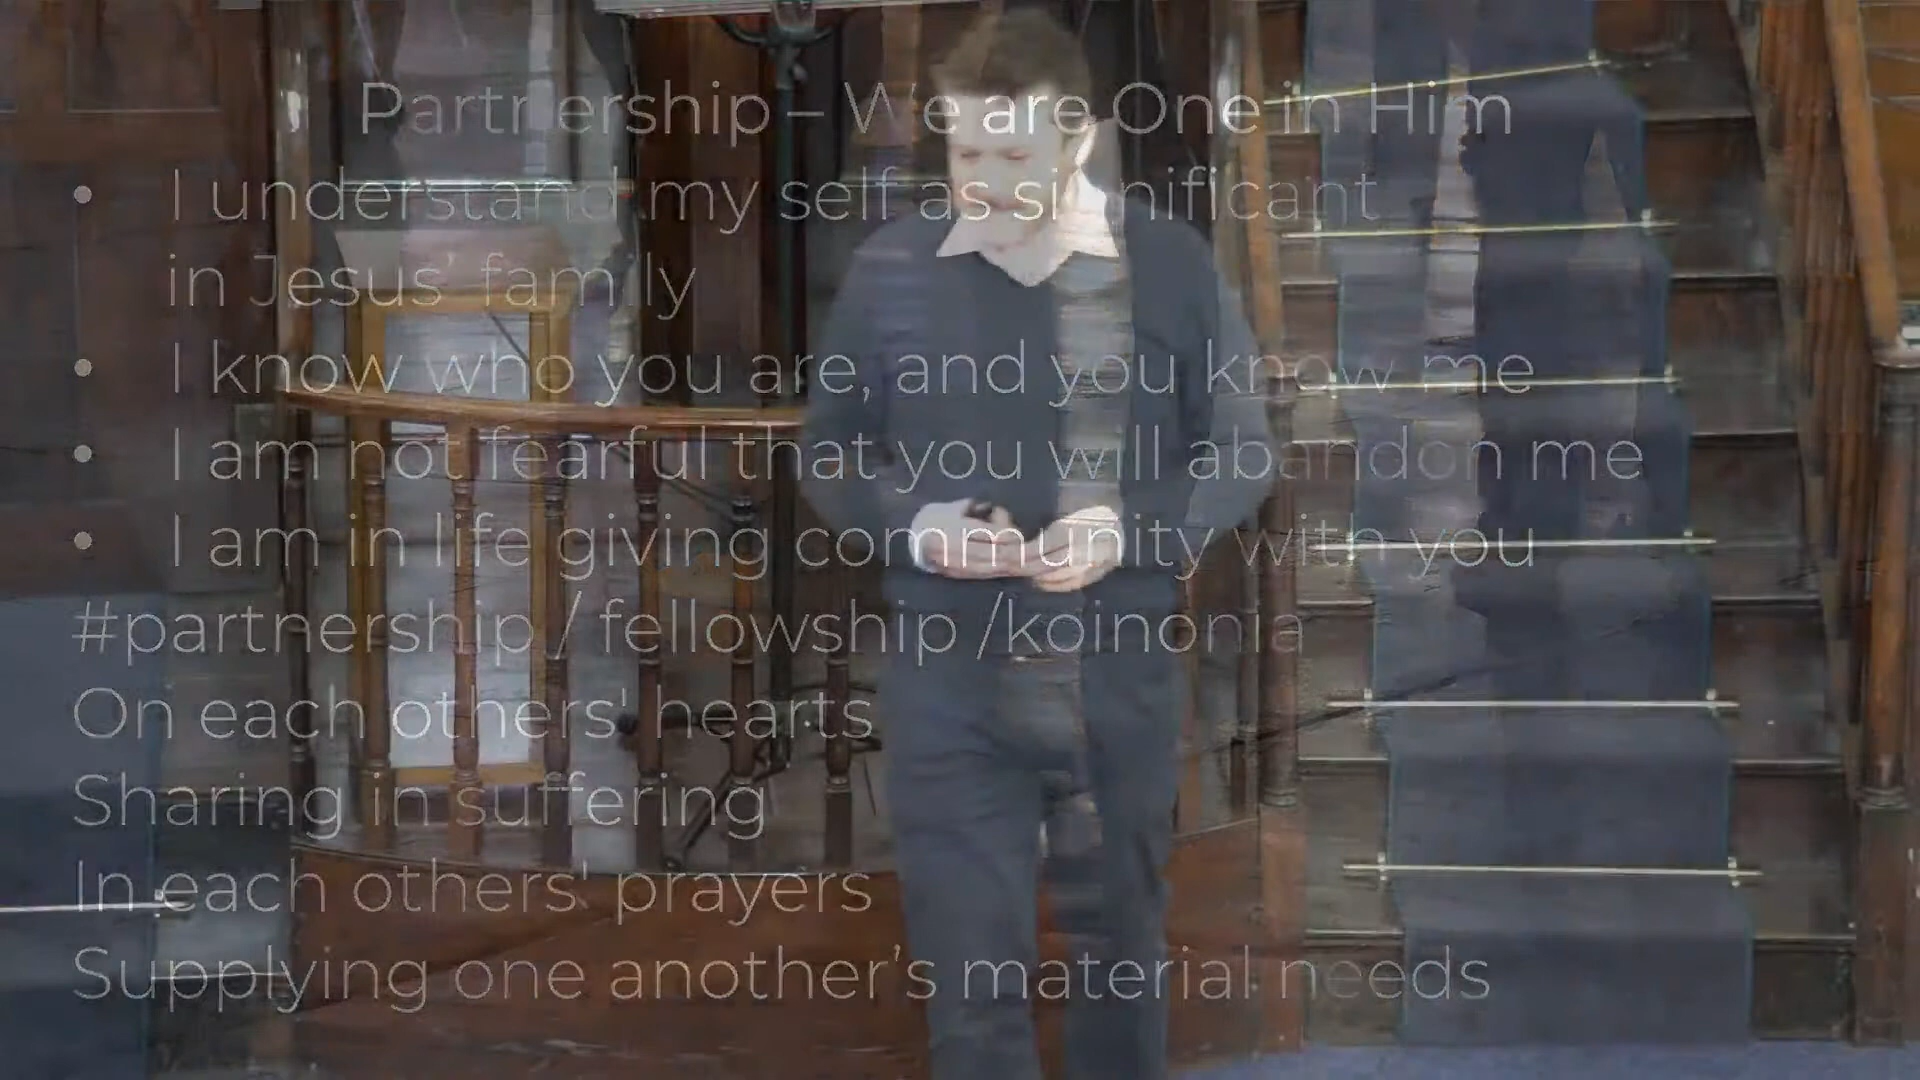 Partnership – We are One in Him
• I understand my self as significant
in Jesus' family
• I know who you are, and you know me
• I am not fearful that you will abandon me
• I am in life giving community with you
#partnership / fellowship /koinonia
On each others' hearts
Sharing in suffering
In each others' prayers
Supplying one another's material needs